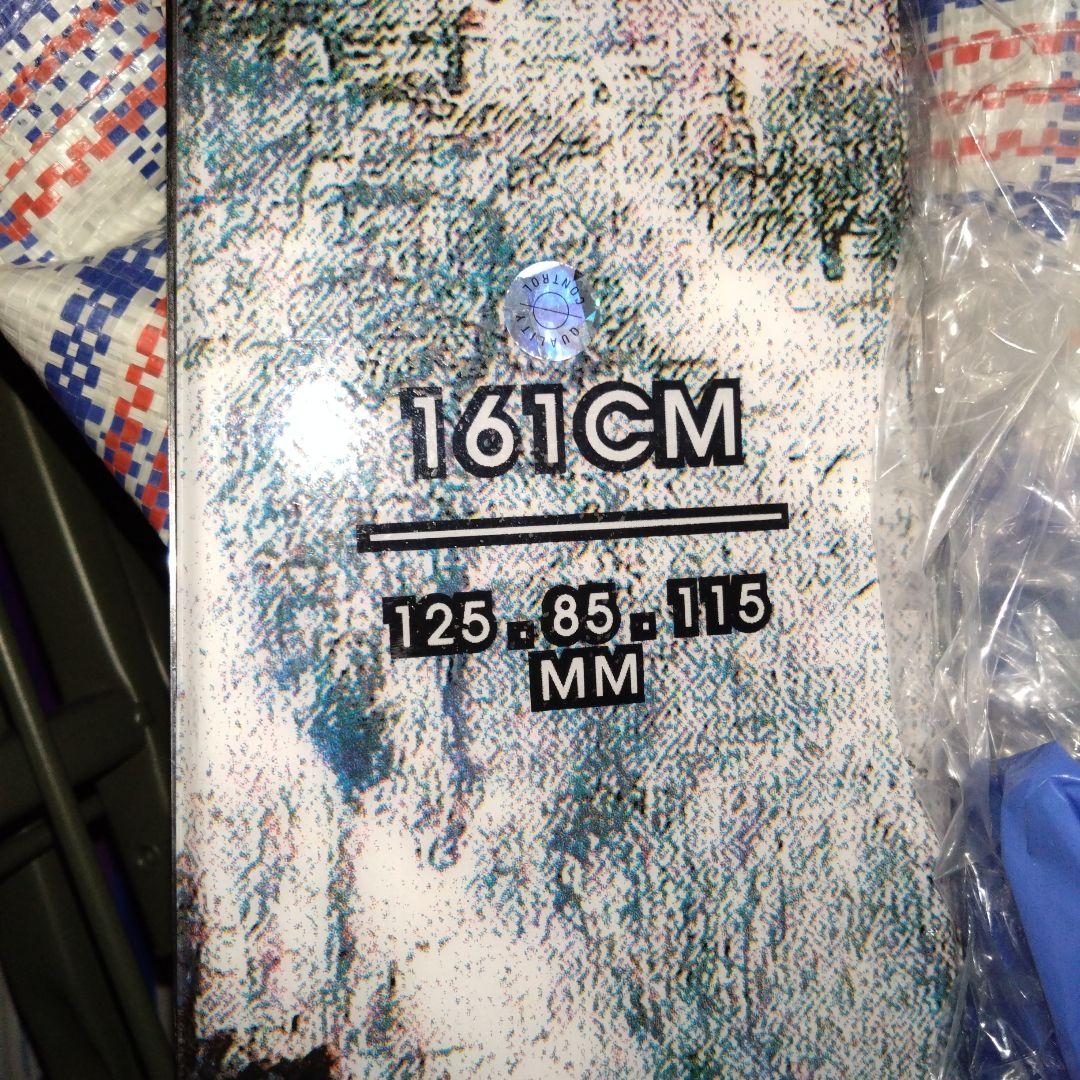 QUALITY CONTROL
161CM
125.85.115
MM